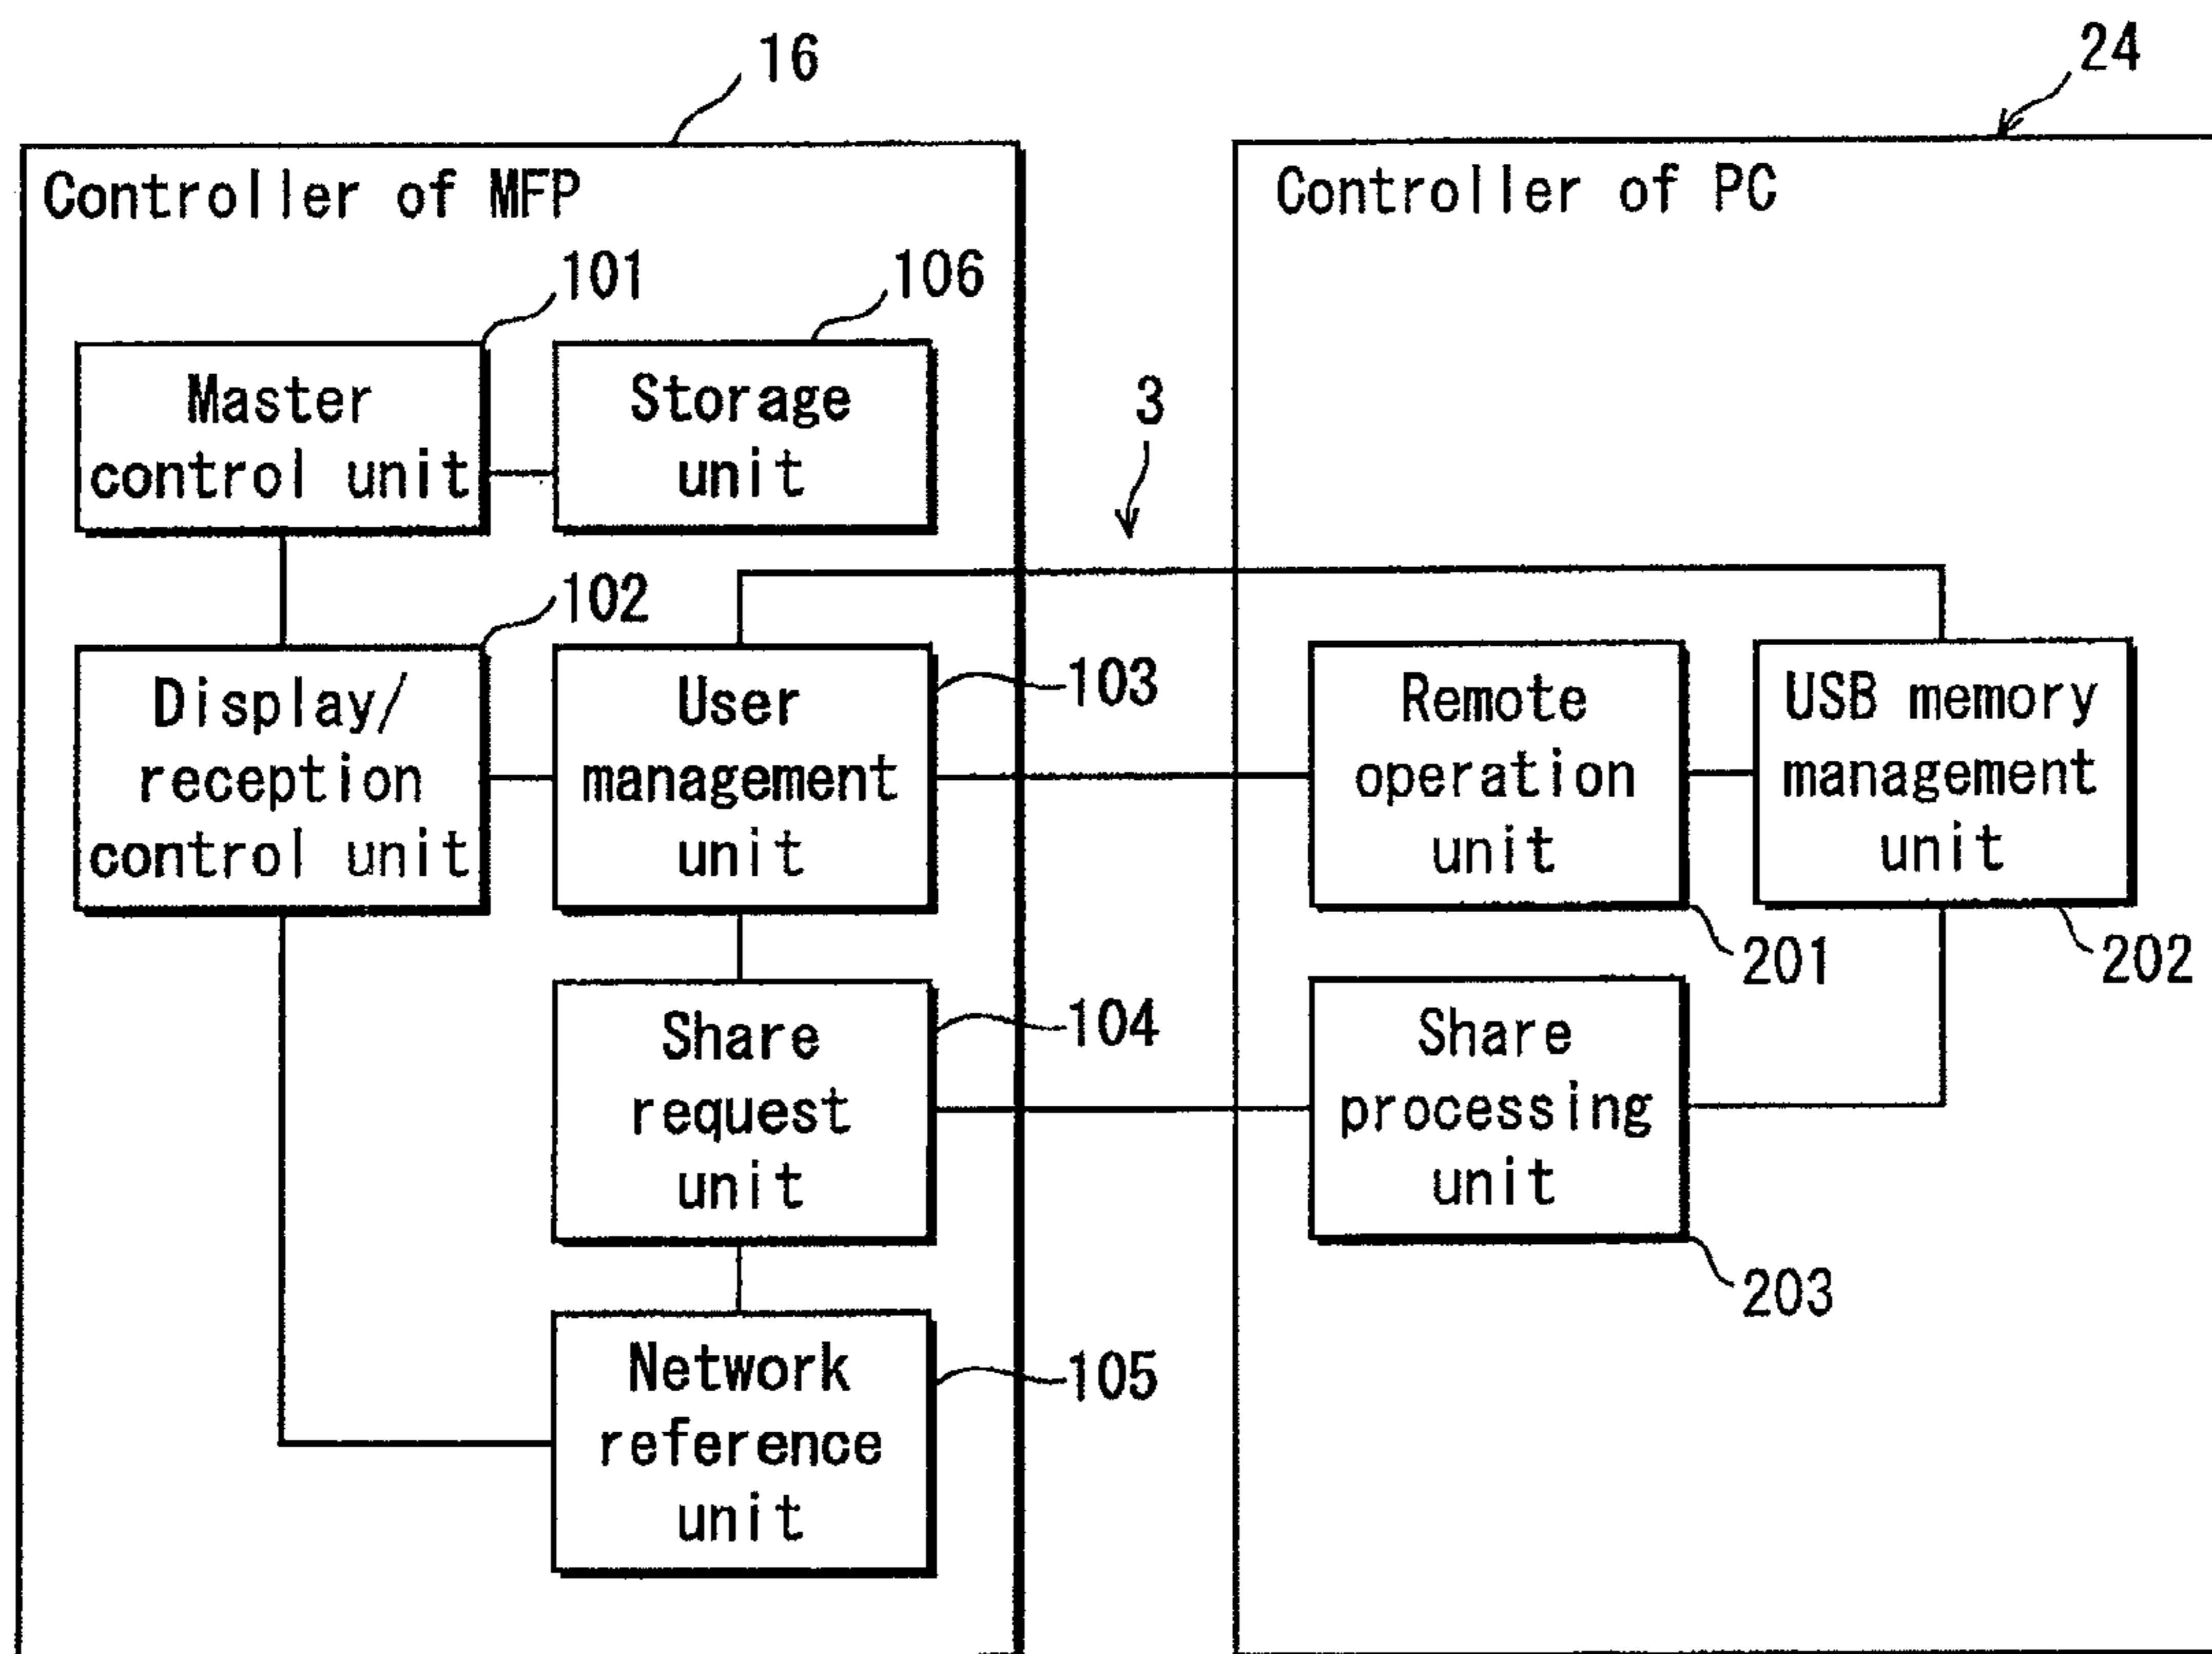 16
24
Controller of MFP
Controller of PC
101
106
Master
control unit
Storage
unit
3
102
Display/
reception
control unit
User
management
unit
103
Remote
operation
unit
USB memory
management
unit
201
202
Share
request
unit
104
Share
processing
unit
203
Network
reference
unit
105